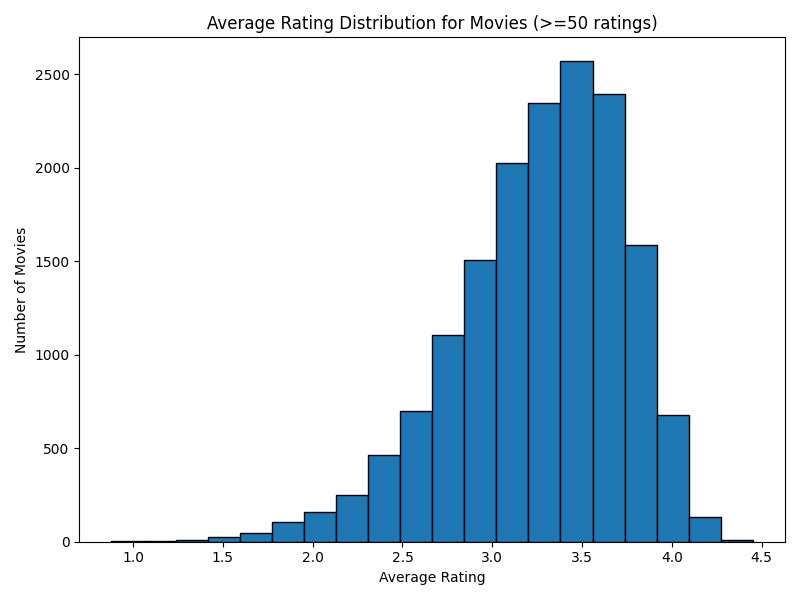 Average Rating Distribution for Movies (>=50 ratings)
Number of Movies
2500
2000
1500
1000
500
0
1.0 1.5 2.0 2.5 3.0 3.5 4.0 4.5
Average Rating